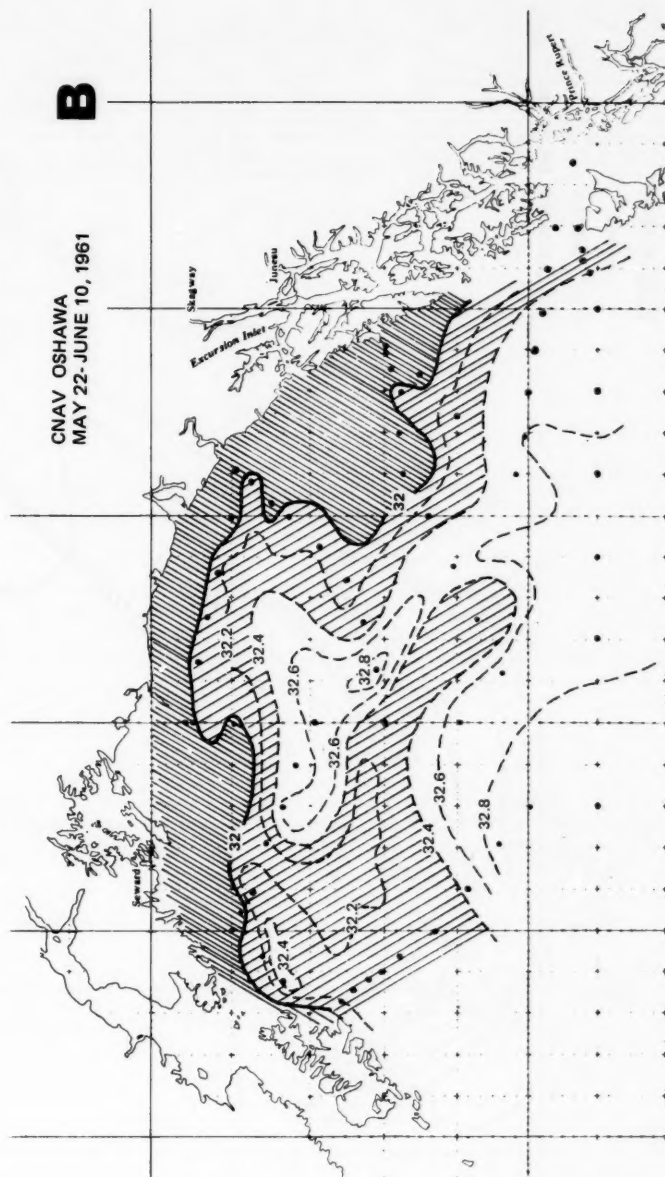 B
CNAV OSHAWA
MAY 22- JUNE 10, 1961
Skagway
Juneau
Excursion Inlet
Prince Rupert
Seward
32
32
32.2
32.4
32.6
32.8
32.6
32.6
32.4
32.8
32.2
32.4